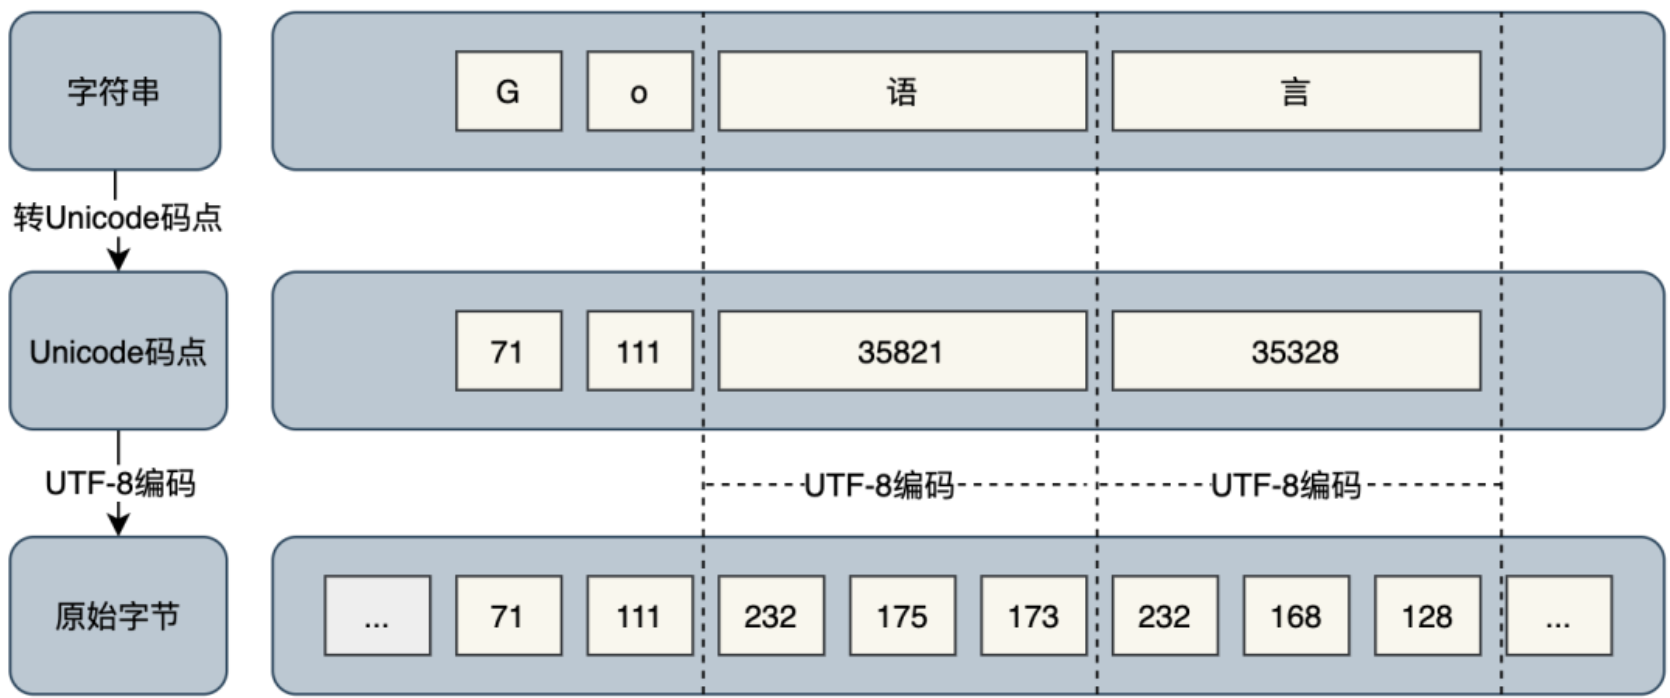 字符串
G o 语 言
转Unicode码点
Unicode码点
71 111 35821 35328
UTF-8编码
UTF-8编码 UTF-8编码
原始字节
... 71 111 232 175 173 232 168 128 ...